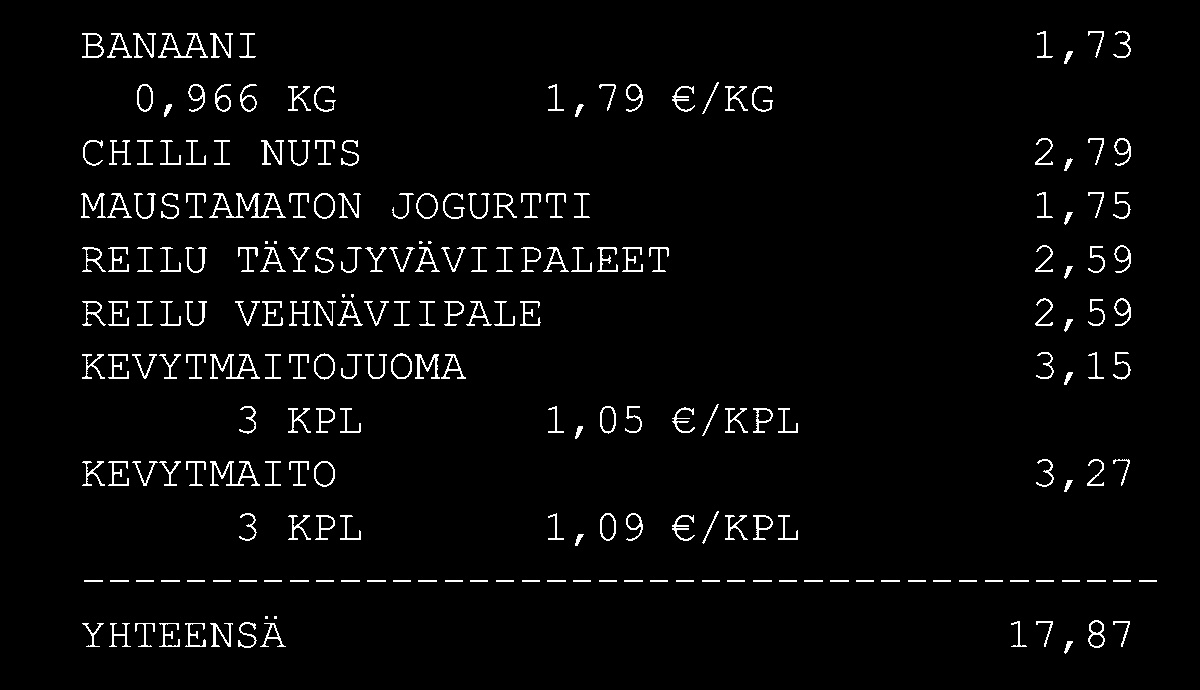 BANAANI 1,73
0,966 KG 1,79 €/KG
CHILLI NUTS 2,79
MAUSTAMATON JOGURTTI 1,75
REILU TÄYSJYVÄVIIPALEET 2,59
REILU VEHNÄVIIPALE 2,59
KEVYTMAITOJUOMA 3,15
3 KPL 1,05 €/KPL
KEVYTMAITO 3,27
3 KPL 1,09 €/KPL
------------------------------------------
YHTEENSÄ 17,87